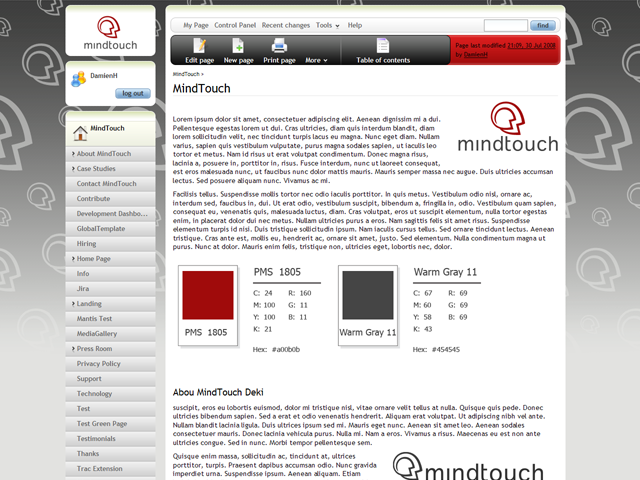 mindtouch
DamienH
log out
MindTouch
About MindTouch
Case Studies
Contact MindTouch
Contribute
Development Dashbo...
GlobalTemplate
Hiring
Home Page
Info
Jira
Landing
Mantis Test
MediaGallery
Press Room
Privacy Policy
Support
Technology
Test
Test Green Page
Testimonials
Thanks
Trac Extension
My Page Control Panel Recent changes Tools Help
find
Edit page New page Print page More Table of contents
Page last modified 21:05, 30 Jul 2008
by DamienH
MindTouch »
MindTouch
mindtouch
Lorem ipsum dolor sit amet, consectetuer adipiscing elit. Aenean dignissim mi a dui.
Pellentesque egestas lorem ut dui. Cras ultricies, diam quis interdum blandit, diam
lorem sollicitudin velit, nec tincidunt turpis lacus eu magna. Nunc eget diam. Nullam
varius, sapien quis vestibulum vulputate, purus magna sodales sapien, ut iaculis leo
tortor et metus. Nam id risus ut erat volutpat condimentum. Donec magna risus,
lacinia a, posuere in, porttitor in, risus. Fusce interdum, nunc ut laoreet consequat,
est eros malesuada nunc, ut faucibus nunc dolor mattis mauris. Mauris semper massa nec augue. Duis ultricies accumsan
lectus. Sed posuere aliquam nunc. Vivamus ac mi.
Facilisis tellus. Suspendisse mollis tortor nec odio iaculis porttitor. In quis metus. Vestibulum odio nisl, ornare ac,
interdum sed, faucibus in, dui. Ut erat odio, vestibulum suscipit, bibendum a, fringilla in, odio. Vestibulum quam sapien,
consequat eu, venenatis quis, malesuada luctus, diam. Cras volutpat, eros ut suscipit elementum, nulla tortor egestas
enim, in placerat dolor dui nec metus. Nullam ultricies purus a eros. Nam sagittis felis sit amet risus. Suspendisse
elementum turpis id nisi. Duis tristique sollicitudin ipsum. Nam iaculis cursus tellus. Sed ornare tincidunt lectus. Aenean
tristique. Cras ante est, mollis eu, hendrerit ac, ornare sit amet, justo. Sed elementum. Nulla condimentum magna ut
nunc. Nunc at dolor. Mauris enim felis, tristique non, ultricies eget, lobortis nec, dolor.
PMS 1805
PMS 1805
C: 24 R: 160
M: 100 G: 11
Y: 100 B: 11
K: 21
Hex: #a00b0b
Warm Gray 11
Warm Gray 11
C: 67 R: 69
M: 60 G: 69
Y: 58 B: 69
K: 43
Hex: #454545
Abou MindTouch Deki
suscipit, eros eu lobortis euismod, dolor mi tristique nisl, vitae ornare velit tellus at nulla. Quisque quis pede. Donec
ultricies bibendum sapien. Sed a erat et odio venenatis hendrerit. Aliquam erat volutpat. Ut adipiscing nibh vel ante.
Nullam blandit lacinia ligula. Duis ultrices ipsum sed mi. Mauris eget nunc. Aenean sit amet leo. Aenean sodales
consectetuer mauris. Donec lacinia vehicula purus. Nulla mi. Nam a eros. Vivamus a risus. Maecenas eu est non ante
ultricies congue. Sed in nunc. Morbi tempor pellentesque sem.
Quisque enim massa, sollicitudin ac, tincidunt at, ultrices
porttitor, turpis. Praesent dapibus accumsan odio. Nunc gravida
imperdiet urna. Suspendisse ipsum. Aenean aliquam. Etiam
mindtouch